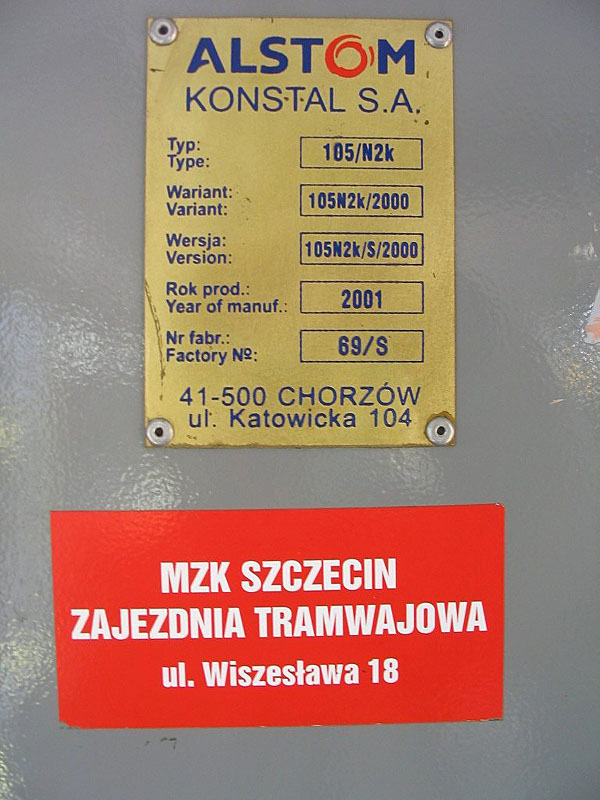 ALSTOM
KONSTAL S.A.
Typ:
Type: 105/N2k
Wariant:
Variant: 105N2k/2000
Wersja:
Version: 105N2k/S/2000
Rok prod.:
Year of manuf.: 2001
Nr fabr.:
Factory №: 69/S
41-500 CHORZÓW
ul. Katowicka 104
MZK SZCZECIN
ZAJEZDNIA TRAMWAJOWA
ul. Wiszesława 18